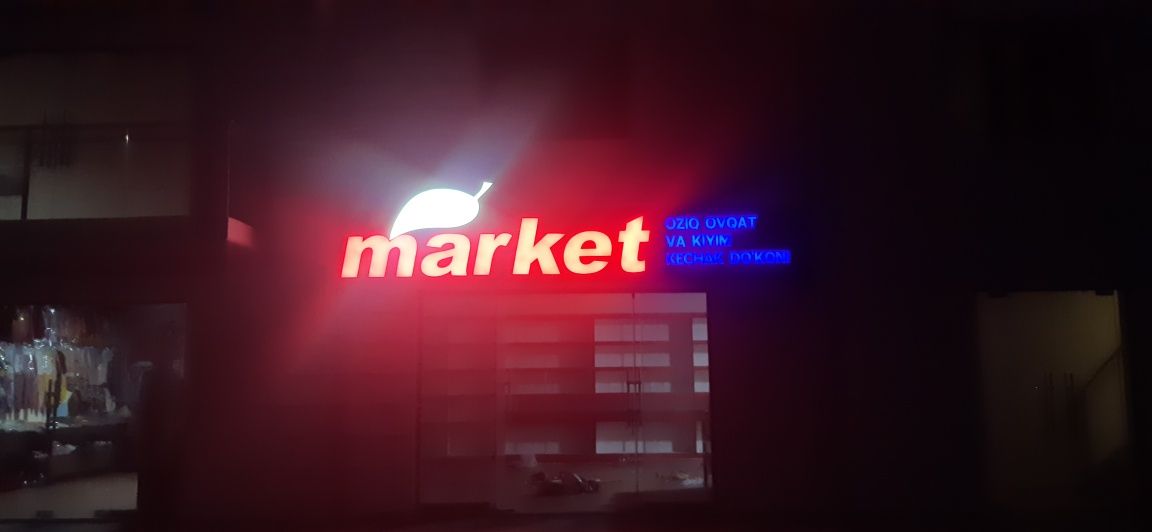 market
OZIQ OVQAT
VA KIYIM
KECHAK DO'KONI